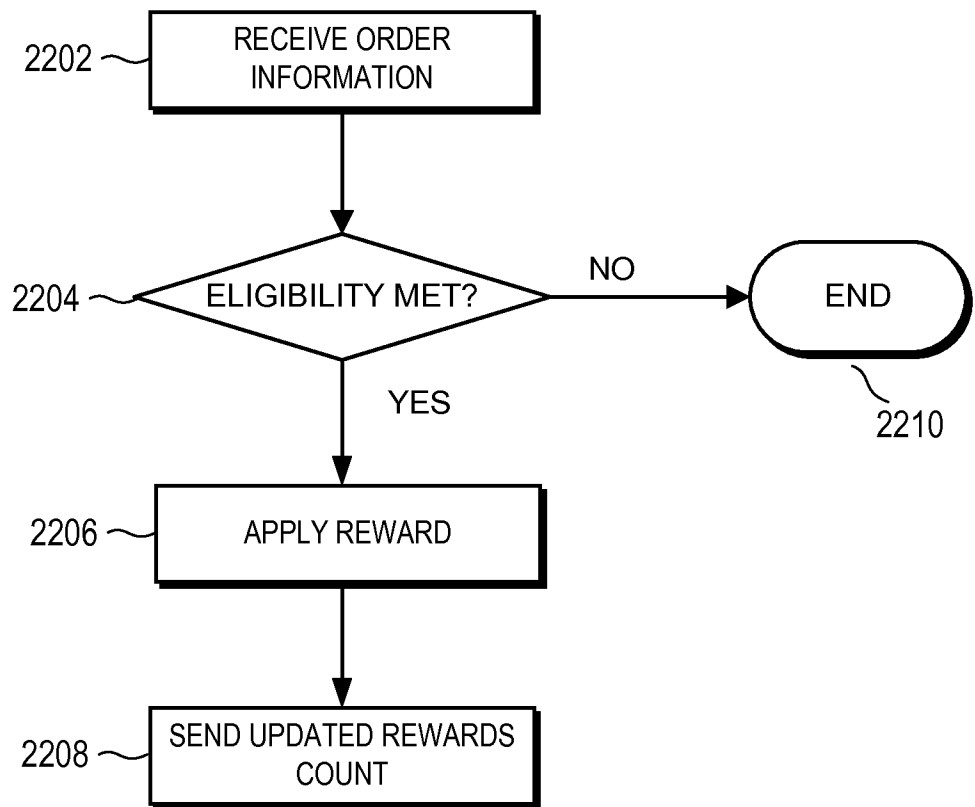 2202
RECEIVE ORDER
INFORMATION
2204
ELIGIBILITY MET?
NO
END
2210
YES
2206
APPLY REWARD
2208
SEND UPDATED REWARDS
COUNT